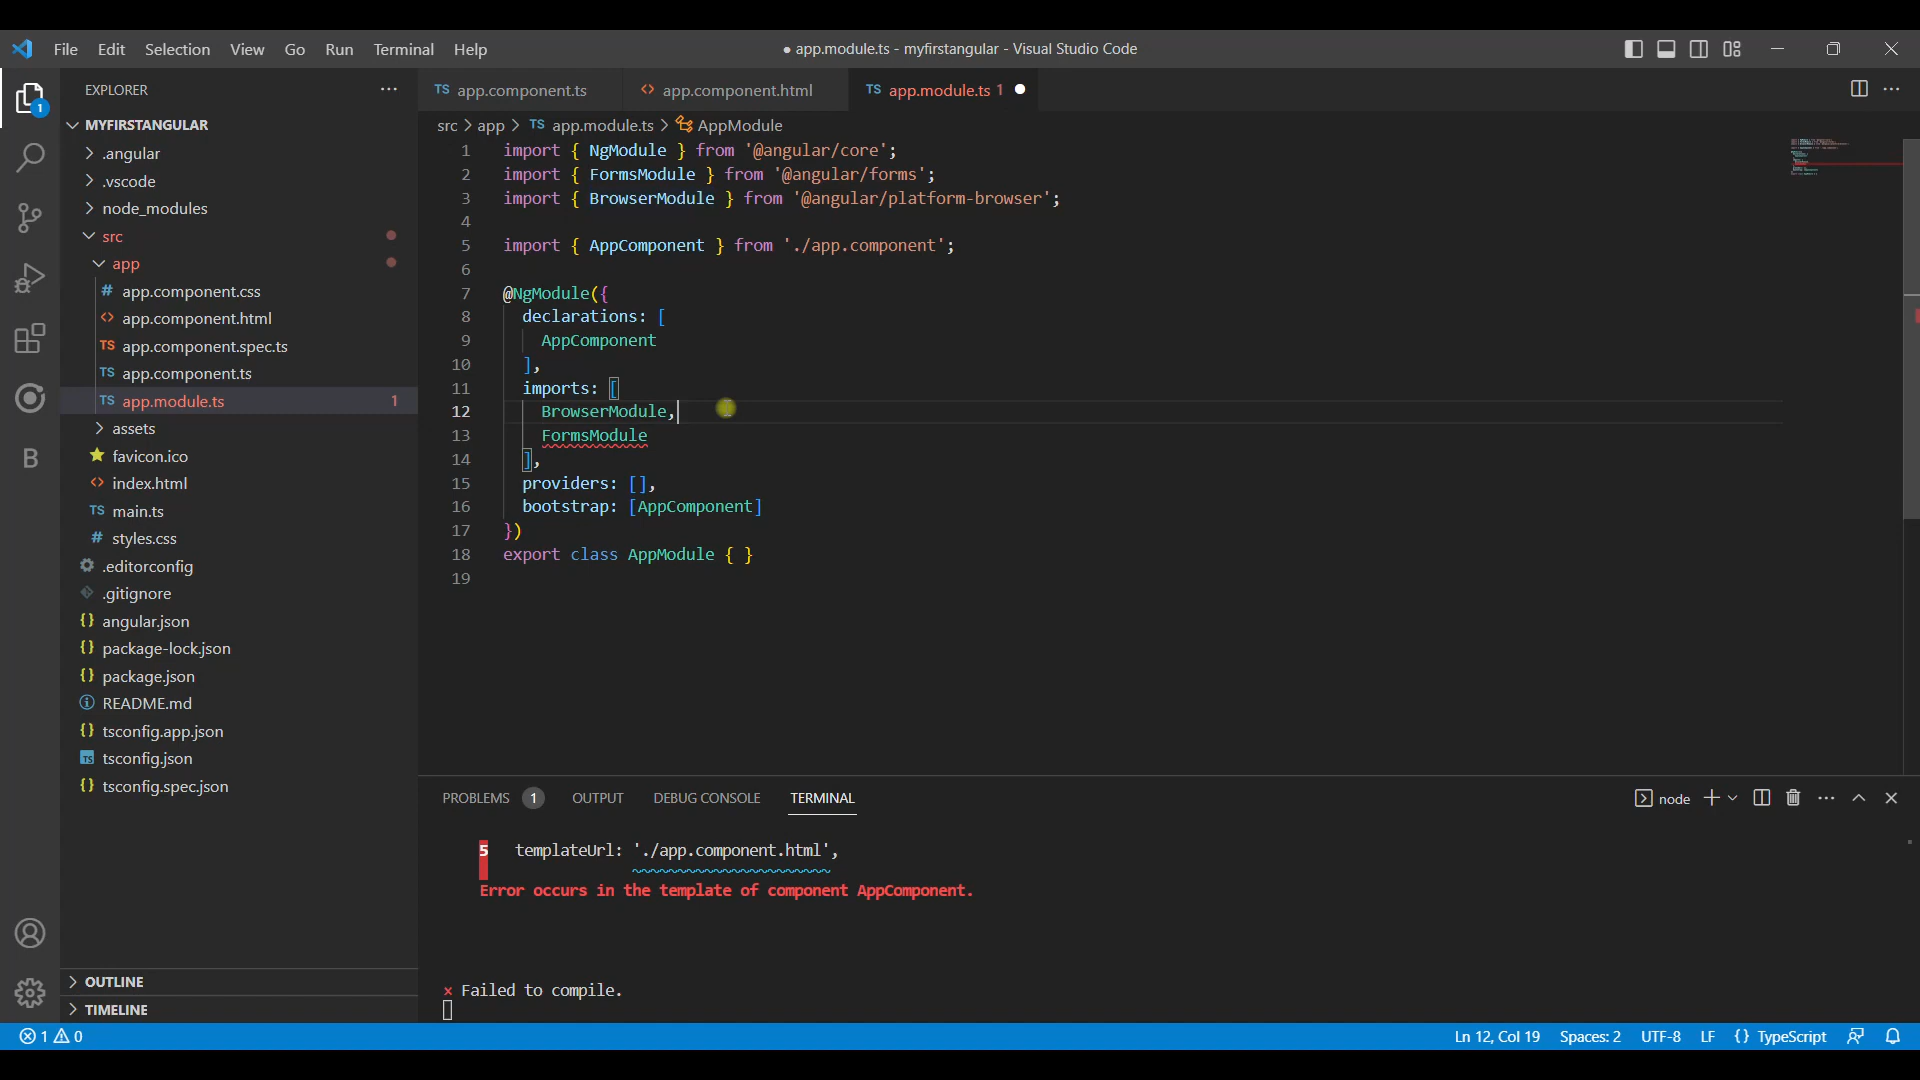 File Edit Selection View Go Run Terminal Help
● app.module.ts - myfirstangular - Visual Studio Code
EXPLORER
1
MYFIRSTANGULAR
.angular
.vscode
node_modules
src
app
# app.component.css
<> app.component.html
TS app.component.spec.ts
TS app.component.ts
TS app.module.ts 1
assets
favicon.ico
<> index.html
TS main.ts
# styles.css
.editorconfig
.gitignore
{} angular.json
{} package-lock.json
{} package.json
README.md
{} tsconfig.app.json
TS tsconfig.json
{} tsconfig.spec.json
B
OUTLINE
TIMELINE
TS app.component.ts <> app.component.html TS app.module.ts 1 ●
src > app > TS app.module.ts > AppModule
1 import { NgModule } from '@angular/core';
2 import { FormsModule } from '@angular/forms';
3 import { BrowserModule } from '@angular/platform-browser';
4
5 import { AppComponent } from './app.component';
6
7 @NgModule({
8 declarations: [
9 AppComponent
10 ],
11 imports: [
12 BrowserModule,
13 FormsModule
14 ],
15 providers: [],
16 bootstrap: [AppComponent]
17 })
18 export class AppModule { }
19
PROBLEMS 1 OUTPUT DEBUG CONSOLE TERMINAL
node
5 templateUrl: './app.component.html',
~~~~~~~~~~~~~~~~~~~~~~
Error occurs in the template of component AppComponent.
× Failed to compile.
1 0
Ln 12, Col 19 Spaces: 2 UTF-8 LF {} TypeScript